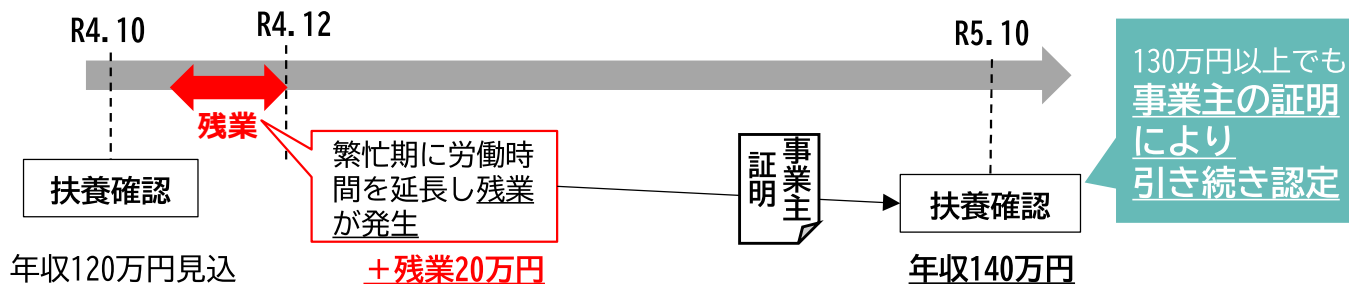 R4.10
R4.12
R5.10
残業
繁忙期に労働時
間を延長し残業
が発生
事業主
証明
130万円以上でも
事業主の証明
により
引き続き認定
扶養確認
扶養確認
年収120万円見込
＋残業20万円
年収140万円